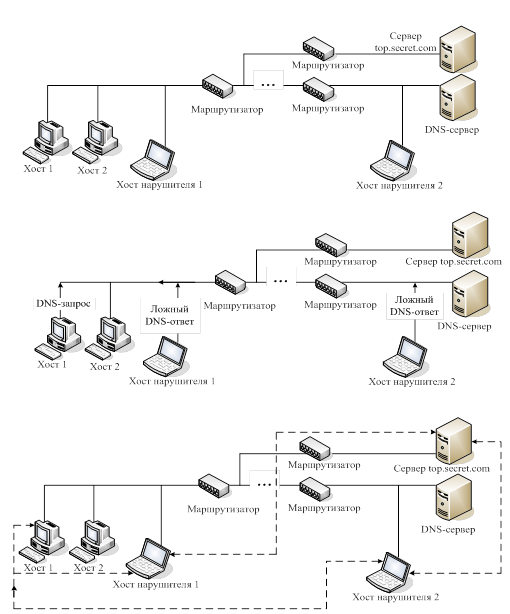 Сервер
top.secret.com
Маршрутизатор
...
Маршрутизатор
Маршрутизатор
DNS-сервер
Хост 1
Хост 2
Хост нарушителя 1
Хост нарушителя 2
Маршрутизатор
Сервер top.secret.com
...
DNS-запрос
Ложный
DNS-ответ
Маршрутизатор
Маршрутизатор
Ложный
DNS-ответ
DNS-сервер
Хост 1
Хост 2
Хост нарушителя 1
Хост нарушителя 2
Маршрутизатор
Сервер top.secret.com
...
Маршрутизатор
Маршрутизатор
DNS-сервер
Хост 1
Хост 2
Хост нарушителя 1
Хост нарушителя 2